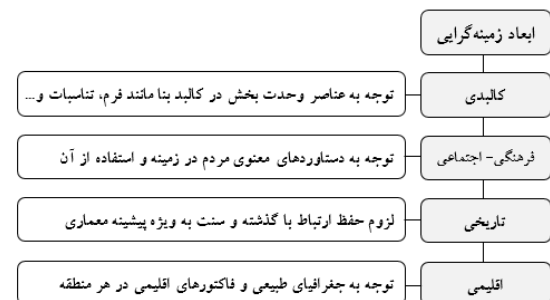 ابعاد زمینه‌گرایی
کالبدی
توجه به عناصر وحدت بخش در کالبد بنا مانند فرم، تناسبات و...
فرهنگی- اجتماعی
توجه به دستاوردهای معنوی مردم در زمینه و استفاده از آن
تاریخی
لزوم حفظ ارتباط با گذشته و سنت به ویژه پیشینه معماری
اقلیمی
توجه به جغرافیای طبیعی و فاکتورهای اقلیمی در هر منطقه